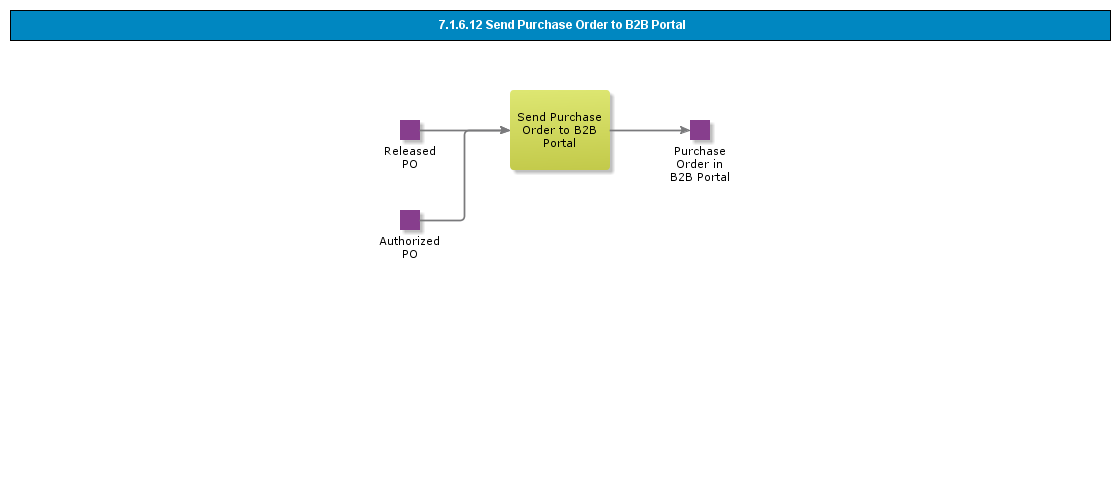 7.1.6.12 Send Purchase Order to B2B Portal
Send Purchase
Order to B2B
Portal
Released
PO
Purchase
Order in
B2B Portal
Authorized
PO